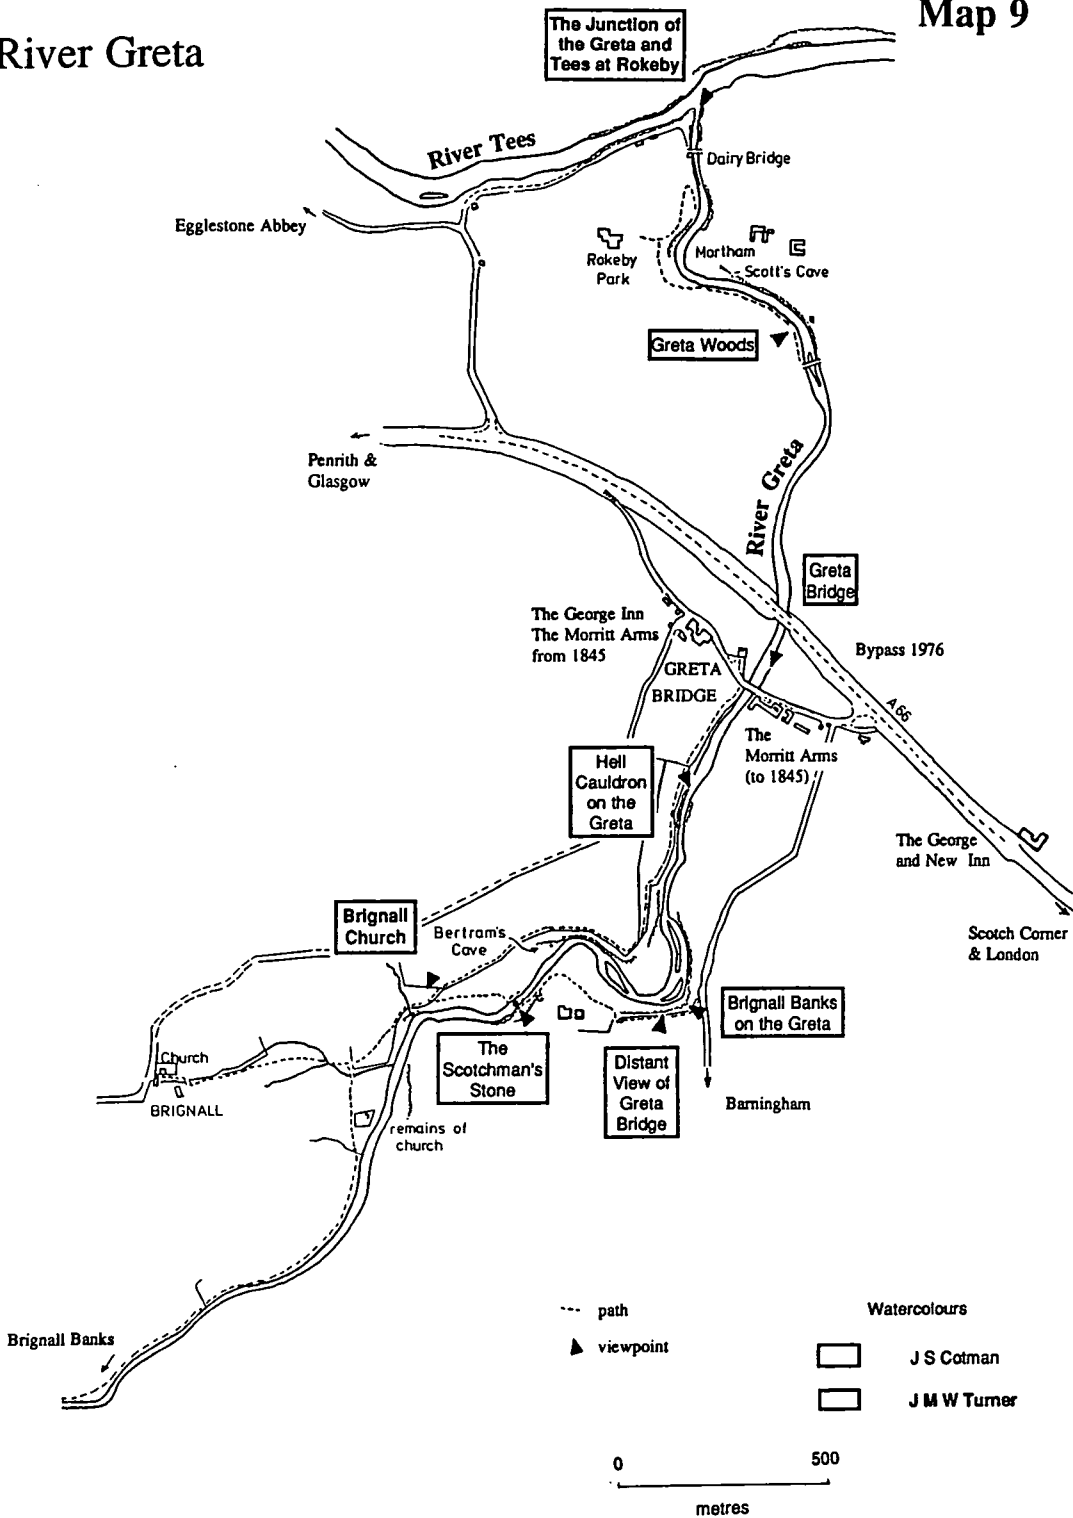 Map 9
River Greta
The Junction of
the Greta and
Tees at Rokeby
River Tees
Dairy Bridge
Egglestone Abbey
Rokeby
Park
Mortham
Scott's Cave
Greta Woods
River Greta
Penrith &
Glasgow
Greta
Bridge
The George Inn
The Morritt Arms
from 1845
GRETA
BRIDGE
Bypass 1976
A66
The
Morritt Arms
(to 1845)
Hell
Cauldron
on the
Greta
The George
and New Inn
Scotch Corner
& London
Brignall
Church
Bertram's
Cave
Brignall Banks
on the Greta
The
Scotchman's
Stone
Distant
View of
Greta
Bridge
Barningham
Church
BRIGNALL
remains of
church
Brignall Banks
path
viewpoint
Watercolours
J S Cotman
J M W Turner
0 500
metres